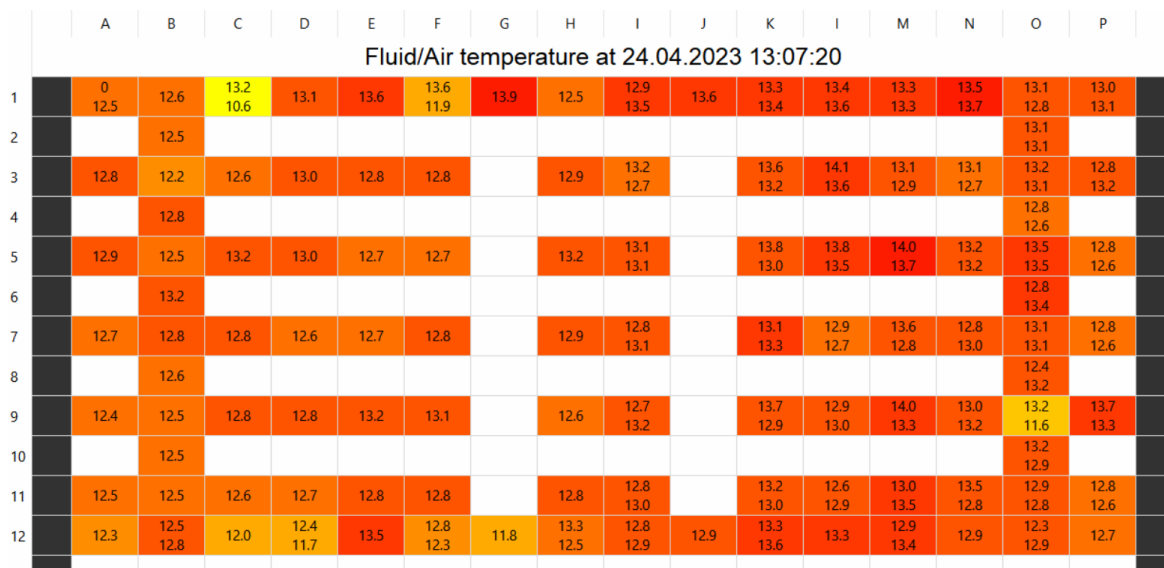 A B C D E F G H I J K I M N O P
Fluid/Air temperature at 24.04.2023 13:07:20
1 0 12.5 12.6 13.2 10.6 13.1 13.6 13.6 11.9 13.9 12.5 12.9 13.5 13.6 13.3 13.4 13.4 13.6 13.3 13.3 13.5 13.7 13.1 12.8 13.0 13.1
2 12.5 13.1 13.1
3 12.8 12.2 12.6 13.0 12.8 12.8 12.9 13.2 12.7 13.6 13.2 14.1 13.6 13.1 12.9 13.1 12.7 13.2 13.1 12.8 13.2
4 12.8 12.8 12.6
5 12.9 12.5 13.2 13.0 12.7 12.7 13.2 13.1 13.1 13.8 13.0 13.8 13.5 14.0 13.7 13.2 13.2 13.5 13.5 12.8 12.6
6 13.2 12.8 13.4
7 12.7 12.8 12.8 12.6 12.7 12.8 12.9 12.8 13.1 13.1 13.3 12.9 12.7 13.6 12.8 12.8 13.0 13.1 13.1 12.8 12.6
8 12.6 12.4 13.2
9 12.4 12.5 12.8 12.8 13.2 13.1 12.6 12.7 13.2 13.7 12.9 12.9 13.0 14.0 13.3 13.0 13.2 13.2 11.6 13.7 13.3
10 12.5 13.2 12.9
11 12.5 12.5 12.6 12.7 12.8 12.8 12.8 12.8 13.0 13.2 13.0 12.6 12.9 13.0 13.5 13.5 12.8 12.9 12.8 12.8 12.6
12 12.3 12.5 12.8 12.0 12.4 11.7 13.5 12.8 12.3 11.8 13.3 12.5 12.8 12.9 12.9 13.3 13.6 13.3 12.9 13.4 12.9 12.3 12.9 12.7